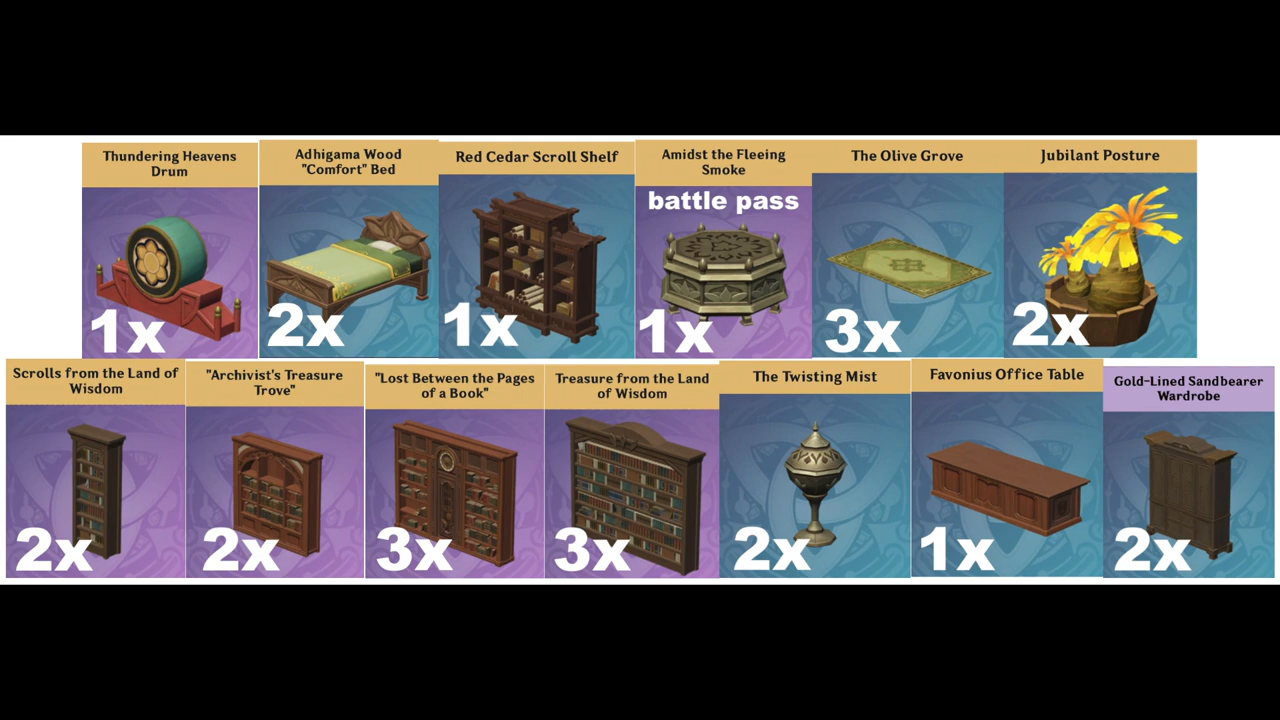 Thundering Heavens
Drum
1x
Adhigama Wood
"Comfort" Bed
2x
Red Cedar Scroll Shelf
1x
Amidst the Fleeing
Smoke
battle pass
1x
The Olive Grove
3x
Jubilant Posture
2x
Scrolls from the Land of
Wisdom
2x
"Archivist's Treasure
Trove"
2x
"Lost Between the Pages
of a Book"
3x
Treasure from the Land
of Wisdom
3x
The Twisting Mist
2x
Favonius Office Table
1x
Gold-Lined Sandbearer
Wardrobe
2x